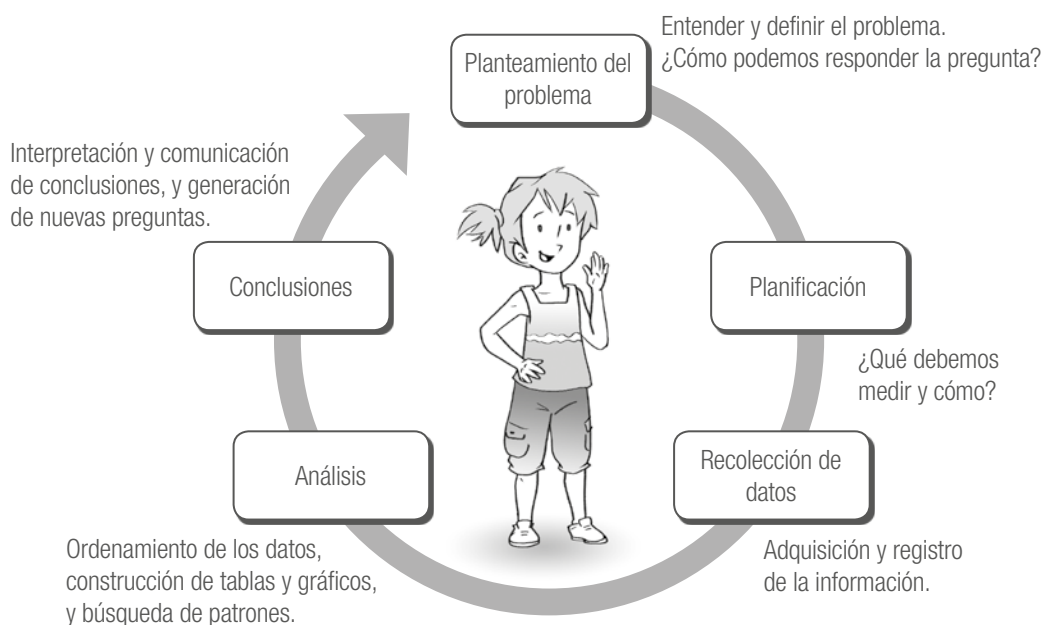 Planteamiento del
problema
Entender y definir el problema.
¿Cómo podemos responder la pregunta?
Planificación
¿Qué debemos
medir y cómo?
Recolección de
datos
Adquisición y registro
de la información.
Análisis
Ordenamiento de los datos,
construcción de tablas y gráficos,
y búsqueda de patrones.
Conclusiones
Interpretación y comunicación
de conclusiones, y generación
de nuevas preguntas.